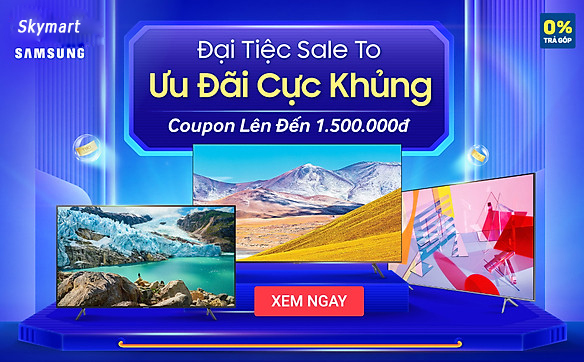 Skymart
SAMSUNG
0%
TRẢ GÓP
Đại Tiệc Sale To
Ưu Đãi Cực Khủng
Coupon Lên Đến 1.500.000đ
XEM NGAY